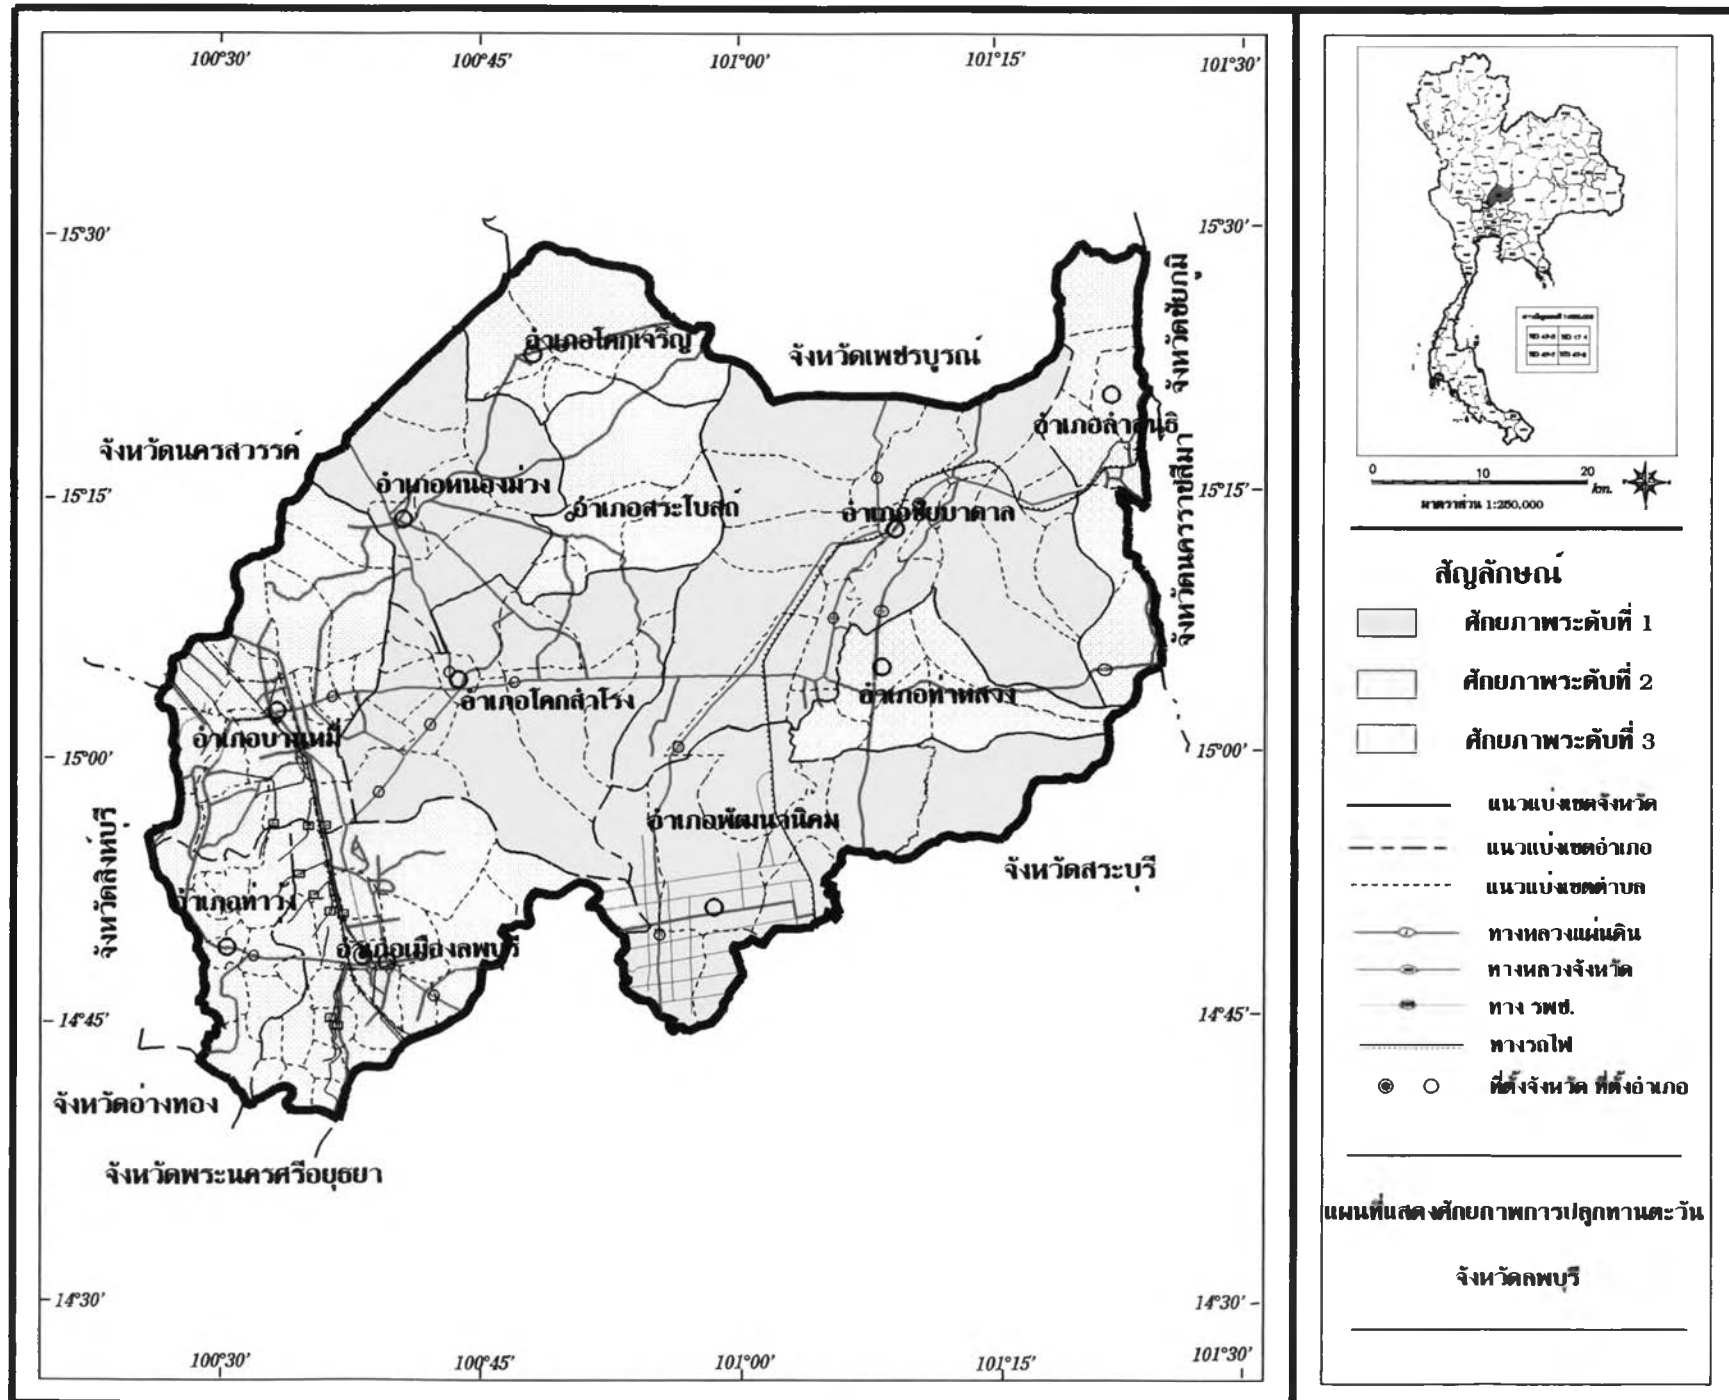 100°30'
100°45'
101°00'
101°15'
101°30'
15°30'
15°30'
จังหวัดชัยภูมิ
อำเภอโคกเจริญ
จังหวัดเพชรบูรณ์
อำเภอลำสนธิ
จังหวัดนครสวรรค์
จังหวัดนครราชสีมา
อำเภอหนองม่วง
15°15'
15°15'
อำเภอสระโบสถ์
อำเภอชัยบาดาล
อำเภอโคกสำโรง
อำเภอท่าหลวง
อำเภอบ้านหมี่
15°00'
15°00'
อำเภอพัฒนานิคม
จังหวัดสิงห์บุรี
จังหวัดสระบุรี
อำเภอท่าวุ้ง
อำเภอเมืองลพบุรี
14°45'
14°45'
จังหวัดอ่างทอง
จังหวัดพระนครศรีอยุธยา
14°30'
14°30'
100°30'
100°45'
101°00'
101°15'
101°30'
0 10 20
km.
มาตราส่วน 1:250,000
สัญลักษณ์
ศักยภาพระดับที่ 1
ศักยภาพระดับที่ 2
ศักยภาพระดับที่ 3
แนวแบ่งเขตจังหวัด
แนวแบ่งเขตอำเภอ
แนวแบ่งเขตตำบล
ทางหลวงแผ่นดิน
ทางหลวงจังหวัด
ทาง รพช.
ทางรถไฟ
ที่ตั้งจังหวัด ที่ตั้งอำเภอ
แผนที่แสดงศักยภาพการปลูกทานตะวัน
จังหวัดลพบุรี